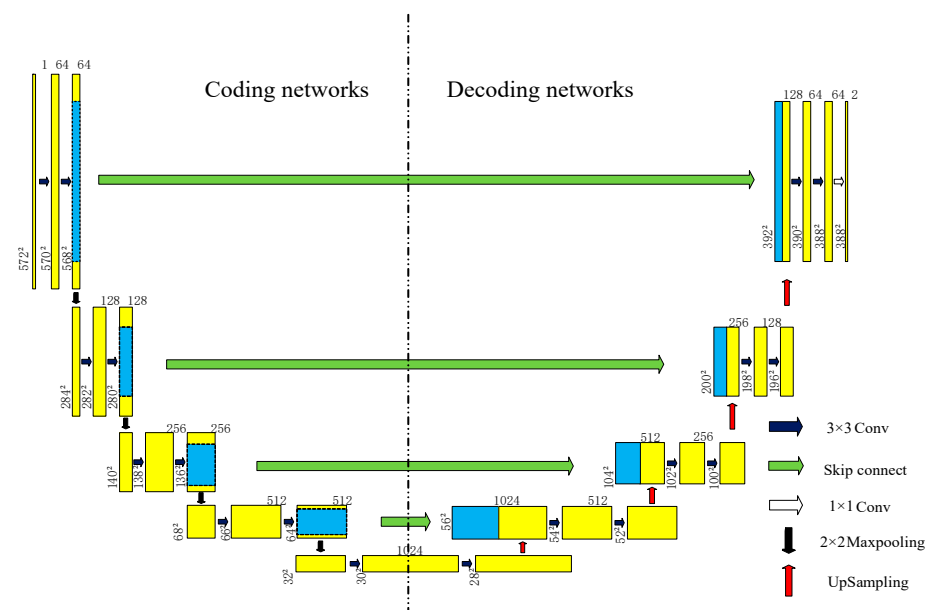 Coding networks
Decoding networks
1 64 64
572² 570² 568²
128 64 64 2
392² 390² 388² 388²
128 128
284² 282² 280²
256 128
200² 198² 196²
256 256
140² 138² 136²
512 256
104² 102² 100²
512 512
68² 66² 64²
1024 512
56² 54² 52²
1024
32² 30² 28²
3×3 Conv
Skip connect
1×1 Conv
2×2 Maxpooling
UpSampling